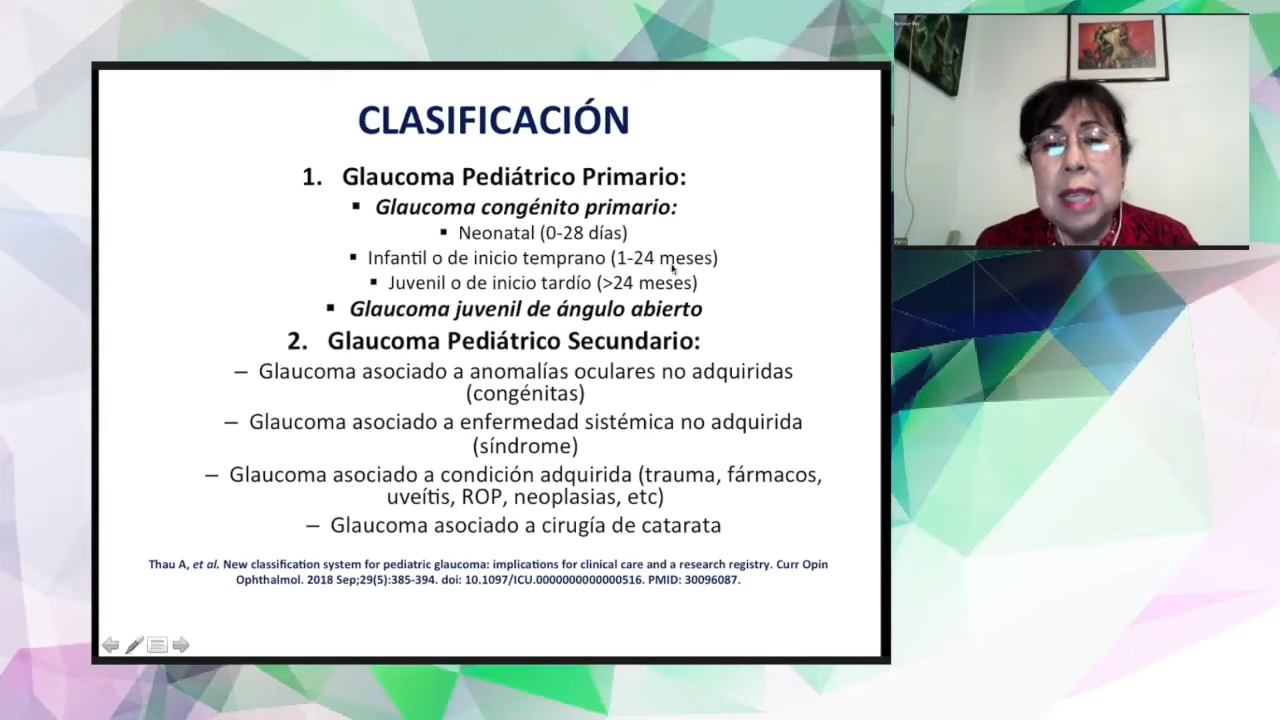 CLASIFICACIÓN
1. Glaucoma Pediátrico Primario:
▪ Glaucoma congénito primario:
▪ Neonatal (0-28 días)
▪ Infantil o de inicio temprano (1-24 meses)
▪ Juvenil o de inicio tardío (>24 meses)
▪ Glaucoma juvenil de ángulo abierto
2. Glaucoma Pediátrico Secundario:
– Glaucoma asociado a anomalías oculares no adquiridas
(congénitas)
– Glaucoma asociado a enfermedad sistémica no adquirida
(síndrome)
– Glaucoma asociado a condición adquirida (trauma, fármacos,
uveítis, ROP, neoplasias, etc)
– Glaucoma asociado a cirugía de catarata
Thau A, et al. New classification system for pediatric glaucoma: implications for clinical care and a research registry. Curr Opin
Ophthalmol. 2018 Sep;29(5):385-394. doi: 10.1097/ICU.0000000000000516. PMID: 30096087.